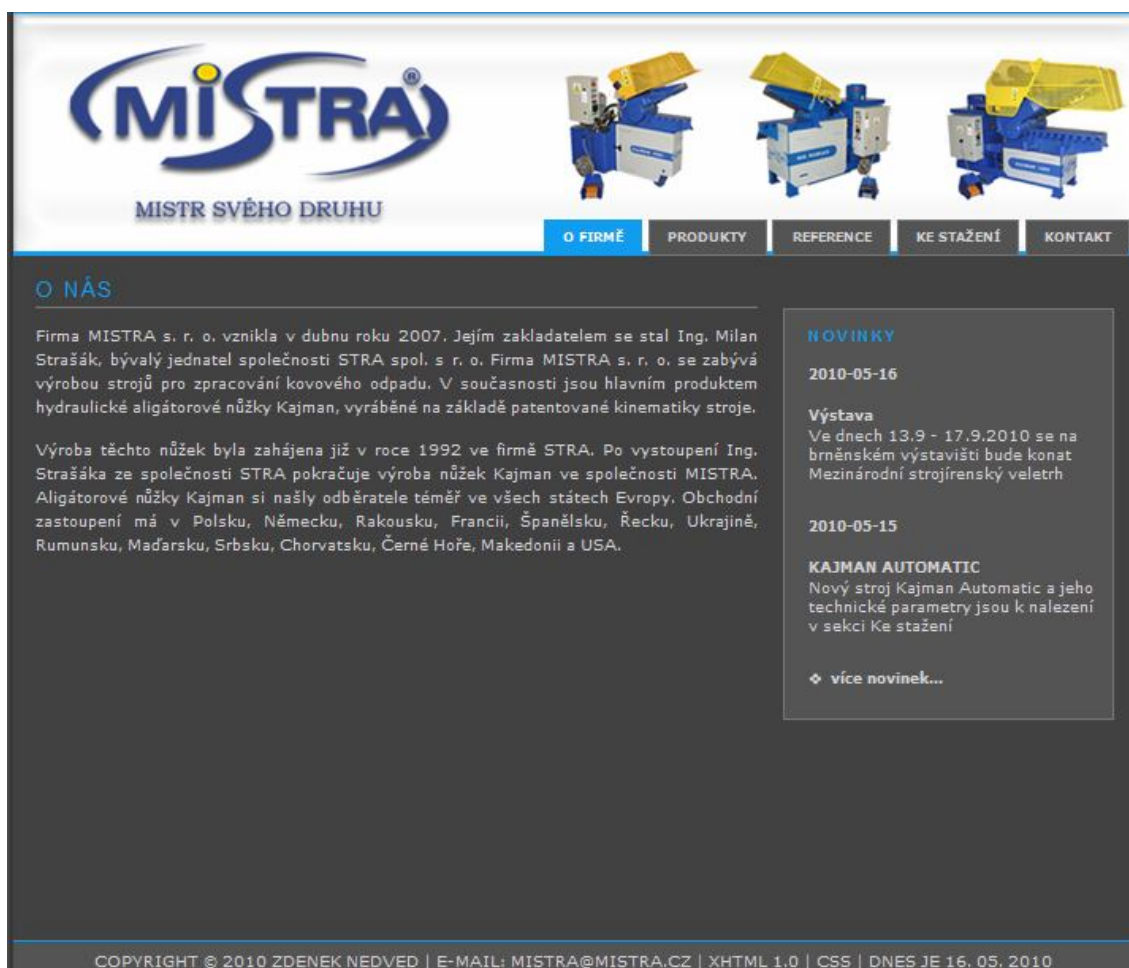 MISTRA®
MISTR SVÉHO DRUHU
O FIRMĚ PRODUKTY REFERENCE KE STAŽENÍ KONTAKT
O NÁS
Firma MISTRA s. r. o. vznikla v dubnu roku 2007. Jejím zakladatelem se stal Ing. Milan
Strašák, bývalý jednatel společnosti STRA spol. s r. o. Firma MISTRA s. r. o. se zabývá
výrobou strojů pro zpracování kovového odpadu. V současnosti jsou hlavním produktem
hydraulické aligátorové nůžky Kajman, vyráběné na základě patentované kinematiky stroje.
Výroba těchto nůžek byla zahájena již v roce 1992 ve firmě STRA. Po vystoupení Ing.
Strašáka ze společnosti STRA pokračuje výroba nůžek Kajman ve společnosti MISTRA.
Aligátorové nůžky Kajman si našly odběratele téměř ve všech státech Evropy. Obchodní
zastoupení má v Polsku, Německu, Rakousku, Francii, Španělsku, Řecku, Ukrajině,
Rumunsku, Maďarsku, Srbsku, Chorvatsku, Černé Hoře, Makedonii a USA.
NOVINKY
2010-05-16
Výstava
Ve dnech 13.9 - 17.9.2010 se na
brněnském výstavišti bude konat
Mezinárodní strojírenský veletrh
2010-05-15
KAJMAN AUTOMATIC
Nový stroj Kajman Automatic a jeho
technické parametry jsou k nalezení
v sekci Ke stažení
❖ více novinek...
COPYRIGHT © 2010 ZDENEK NEDVED | E-MAIL: MISTRA@MISTRA.CZ | XHTML 1.0 | CSS | DNES JE 16. 05. 2010